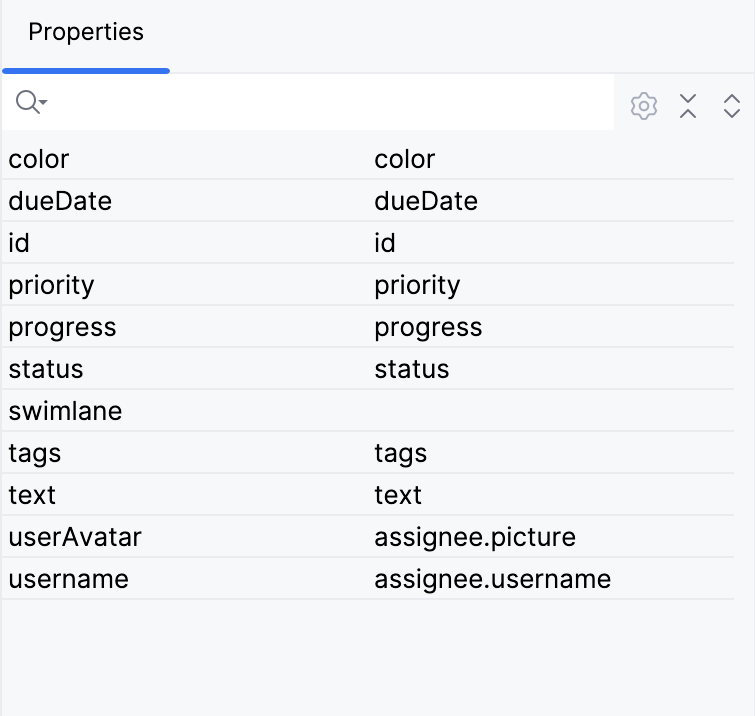 Properties
color color
dueDate dueDate
id id
priority priority
progress progress
status status
swimlane
tags tags
text text
userAvatar assignee.picture
username assignee.username